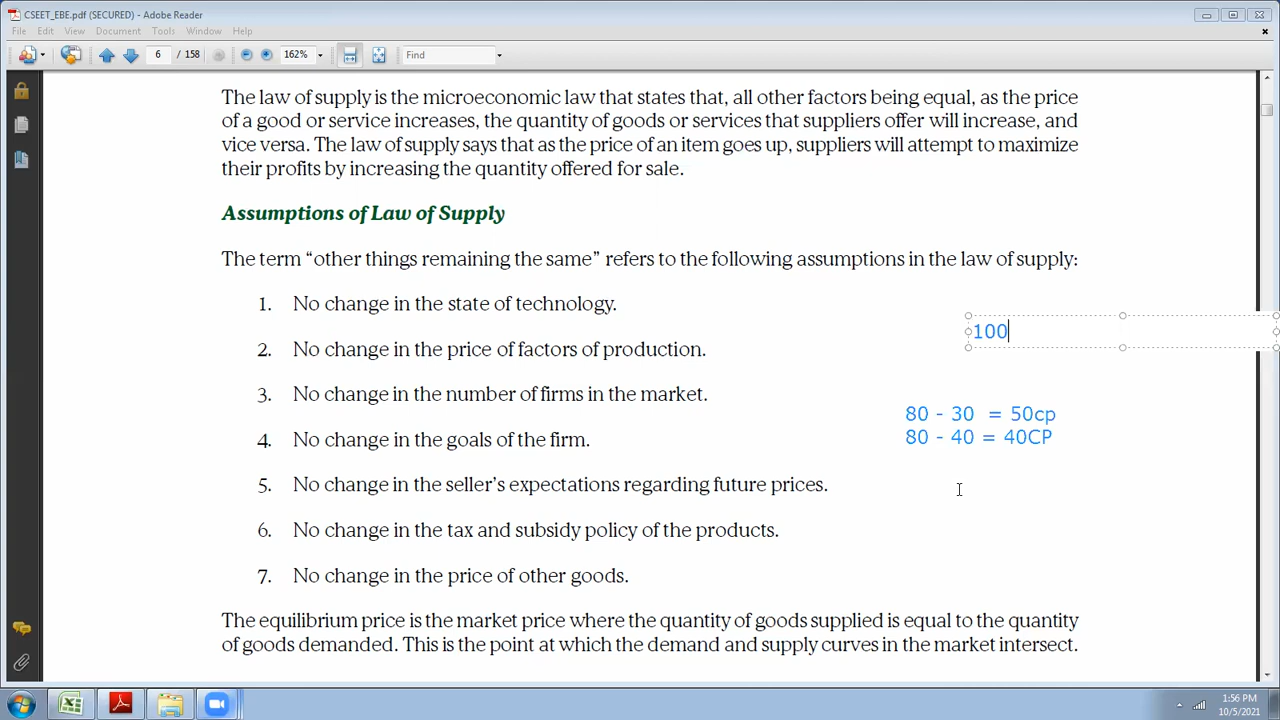 CSEET_EBE.pdf (SECURED) - Adobe Reader
File Edit View Document Tools Window Help
6 / 158 162% Find
The law of supply is the microeconomic law that states that, all other factors being equal, as the price
of a good or service increases, the quantity of goods or services that suppliers offer will increase, and
vice versa. The law of supply says that as the price of an item goes up, suppliers will attempt to maximize
their profits by increasing the quantity offered for sale.
Assumptions of Law of Supply
The term “other things remaining the same” refers to the following assumptions in the law of supply:
1. No change in the state of technology.
100
2. No change in the price of factors of production.
3. No change in the number of firms in the market.
80 - 30 = 50cp
80 - 40 = 40CP
4. No change in the goals of the firm.
5. No change in the seller’s expectations regarding future prices.
6. No change in the tax and subsidy policy of the products.
7. No change in the price of other goods.
The equilibrium price is the market price where the quantity of goods supplied is equal to the quantity
of goods demanded. This is the point at which the demand and supply curves in the market intersect.
1:56 PM
10/5/2021